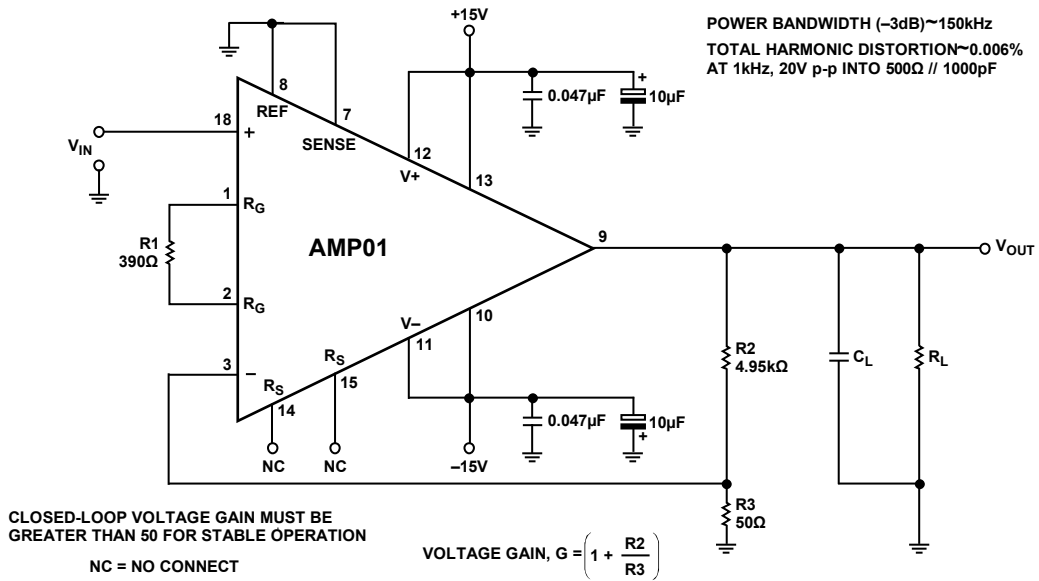 +15V
POWER BANDWIDTH (–3dB)~150kHz
TOTAL HARMONIC DISTORTION~0.006%
AT 1kHz, 20V p-p INTO 500Ω // 1000pF
8
REF
7
SENSE
0.047µF
+
10µF
18
+
VIN
12
V+
13
1
RG
R1
390Ω
AMP01
9
VOUT
2
RG
V–
11
10
R2
4.95kΩ
CL
RL
3
–
RS
15
RS
14
0.047µF
10µF
+
NC
NC
–15V
R3
50Ω
CLOSED-LOOP VOLTAGE GAIN MUST BE
GREATER THAN 50 FOR STABLE OPERATION
NC = NO CONNECT
VOLTAGE GAIN, G = (1 + R2
R3)